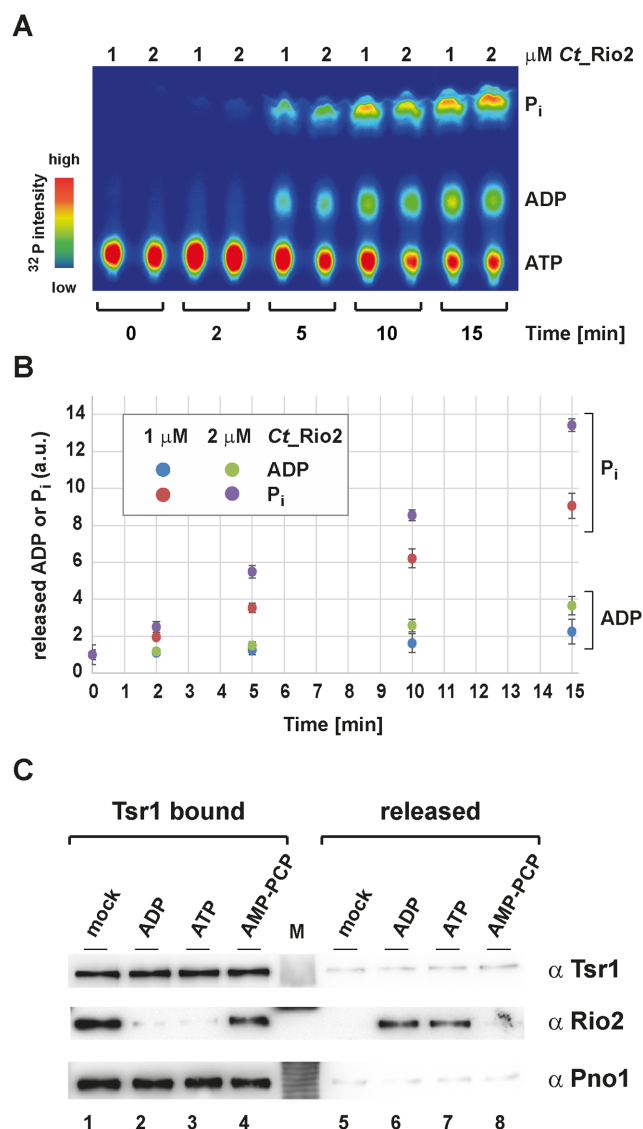 A
1 2 1 2 1 2 1 2 1 2 μM Ct_Rio2
Pi
high
ADP
32P intensity
ATP
low
0 2 5 10 15 Time [min]
B
14
12
10
8
6
4
2
0
released ADP or Pi (a.u.)
1 μM 2 μM Ct_Rio2
ADP
Pi
Pi
ADP
0 1 2 3 4 5 6 7 8 9 10 11 12 13 14 15
Time [min]
C
Tsr1 bound released
mock ADP ATP AMP-PCP M mock ADP ATP AMP-PCP
α Tsr1
α Rio2
α Pno1
1 2 3 4 5 6 7 8